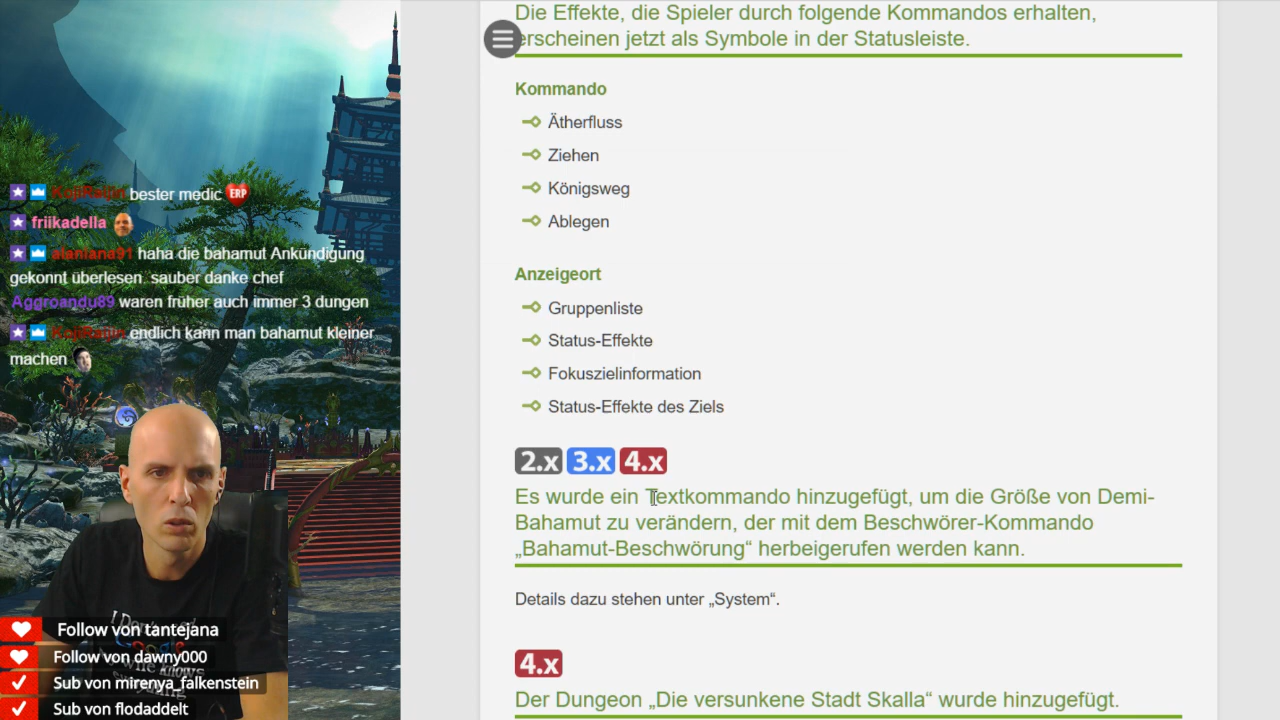 bester medic ERP
friikadella
alanlana91 haha die bahamut Ankündigung
gekonnt überlesen. sauber danke chef
Aggroandu89 waren früher auch immer 3 dungen
KojiRaijin endlich kann man bahamut kleiner
machen
Follow von tantejana
Follow von dawny000
Sub von mirenya_falkenstein
Sub von flodaddelt
Die Effekte, die Spieler durch folgende Kommandos erhalten,
erscheinen jetzt als Symbole in der Statusleiste.
Kommando
Ätherfluss
Ziehen
Königsweg
Ablegen
Anzeigeort
Gruppenliste
Status-Effekte
Fokuszielinformation
Status-Effekte des Ziels
2.x 3.x 4.x
Es wurde ein Textkommando hinzugefügt, um die Größe von Demi-
Bahamut zu verändern, der mit dem Beschwörer-Kommando
„Bahamut-Beschwörung“ herbeigerufen werden kann.
Details dazu stehen unter „System“.
4.x
Der Dungeon „Die versunkene Stadt Skalla“ wurde hinzugefügt.